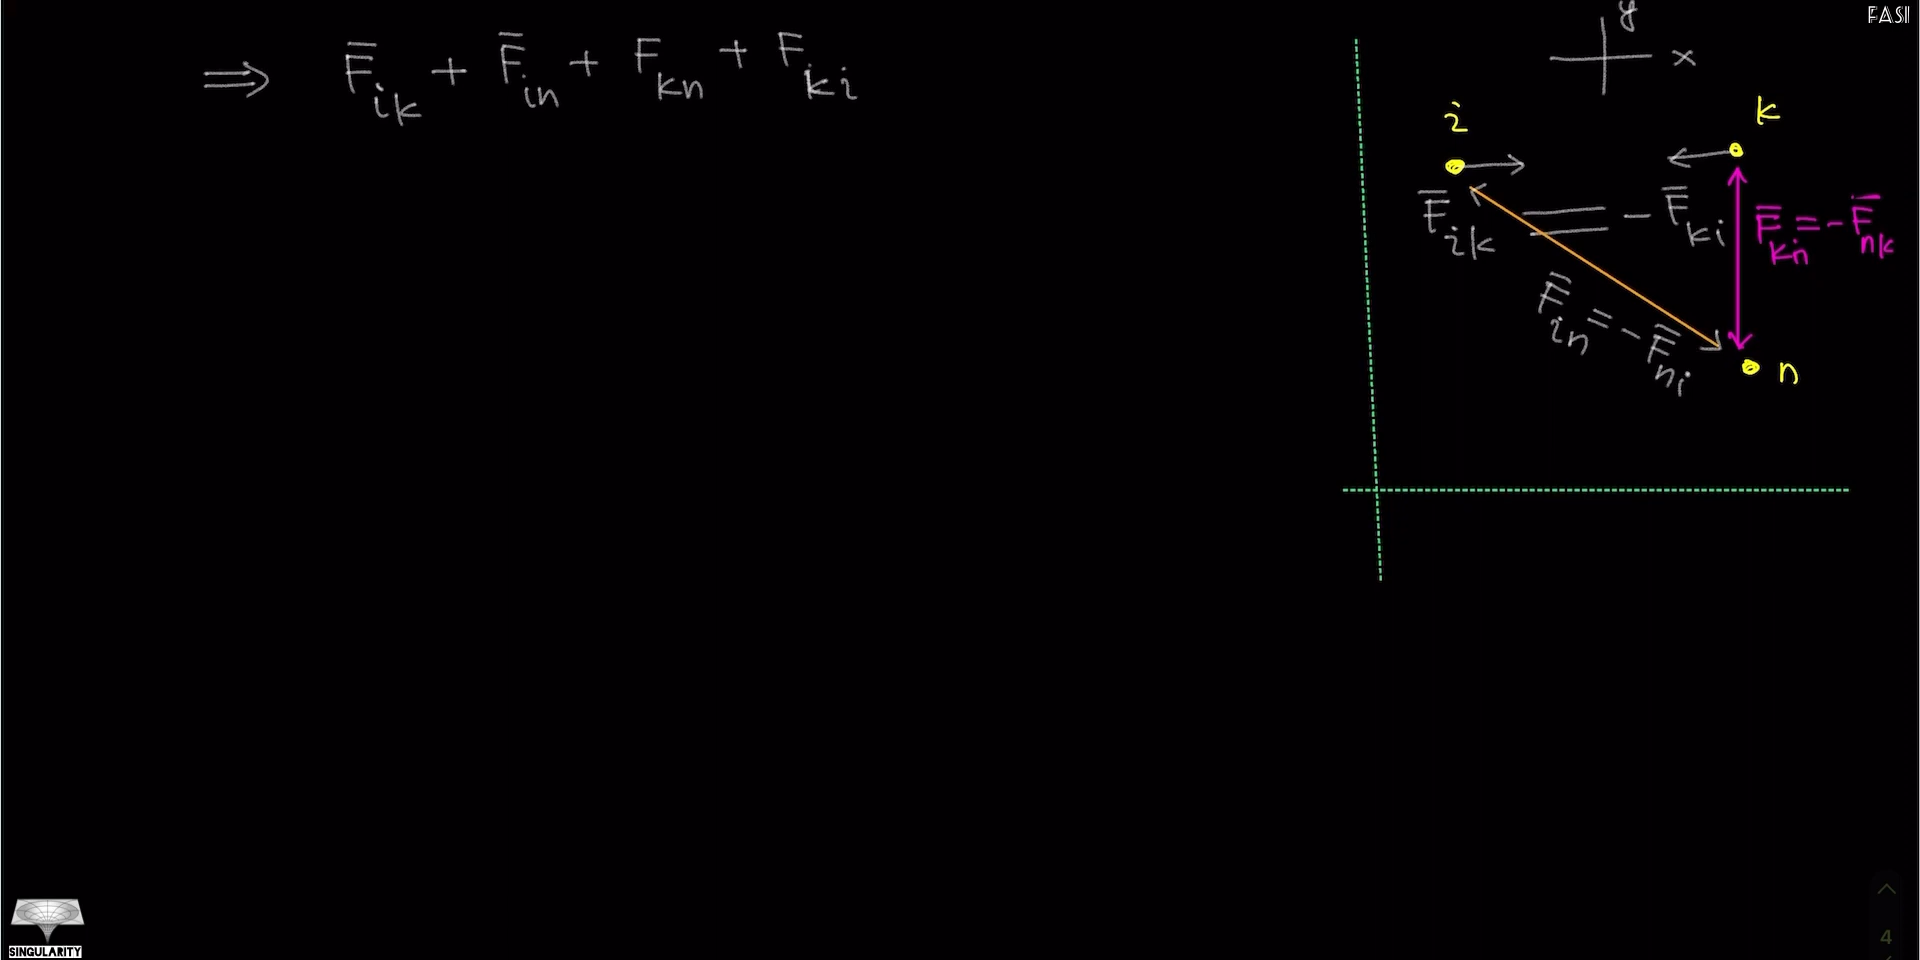 FASI
⇒ F̅ik + F̅in + Fkn + Fki
y
x
i
k
F̅ik = - F̅ki
F̅kn = - F̅nk
F̅in = - F̅ni
n
4
SINGULARITY